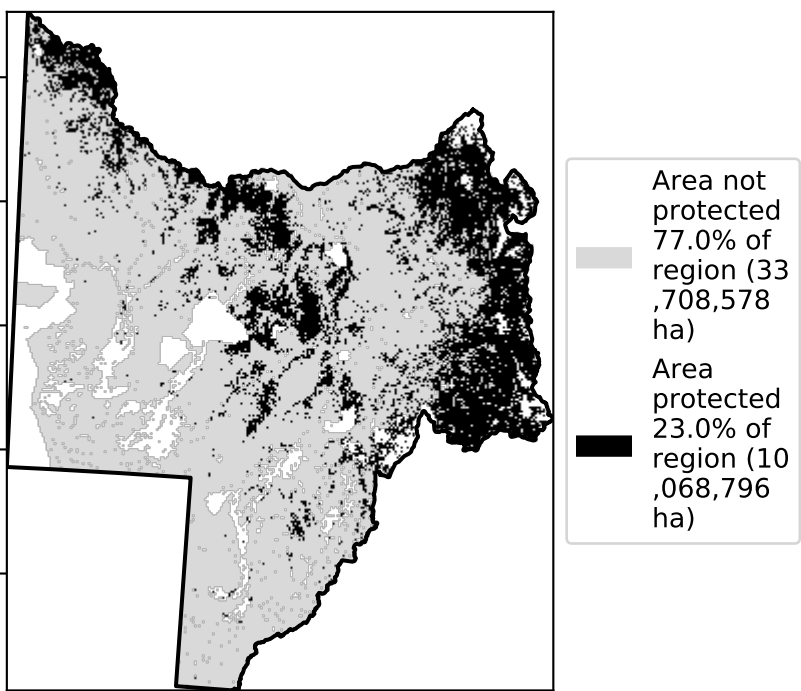 Area not
protected
77.0% of
region (33
,708,578
ha)
Area
protected
23.0% of
region (10
,068,796
ha)